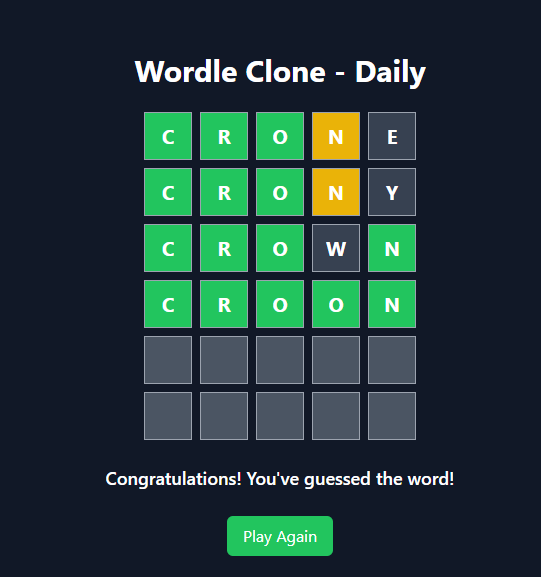 Wordle Clone - Daily
C R O N E
C R O N Y
C R O W N
C R O O N
Congratulations! You've guessed the word!
Play Again